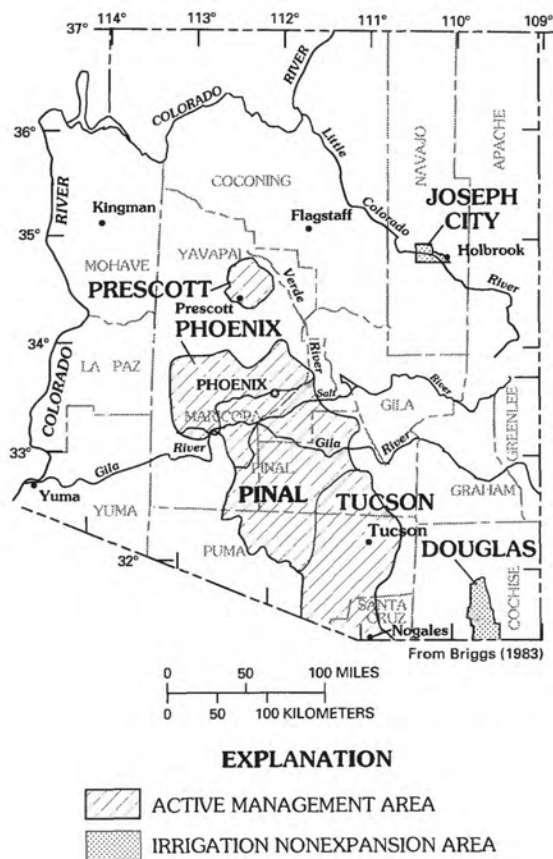 37°
114°
113°
112°
111°
110°
109°
36°
35°
34°
33°
32°
COLORADO
RIVER
RIVER
Little
Colorado
River
NAVAJO
APACHE
COCONING
Kingman
Flagstaff
JOSEPH
CITY
Holbrook
MOHAVE
YAVAPAI
Verde
River
PRESCOTT
Prescott
PHOENIX
LA PAZ
COLORADO
PHOENIX
Salt
River
MARICOPA
GILA
GREENLEE
Gila
River
Gila
River
PINAL
PINAL
TUCSON
Tucson
GRAHAM
Yuma
YUMA
PUMA
DOUGLAS
COCHISE
SANTA
CRUZ
Nogales
From Briggs (1983)
0 50 100 MILES
0 50 100 KILOMETERS
EXPLANATION
ACTIVE MANAGEMENT AREA
IRRIGATION NONEXPANSION AREA